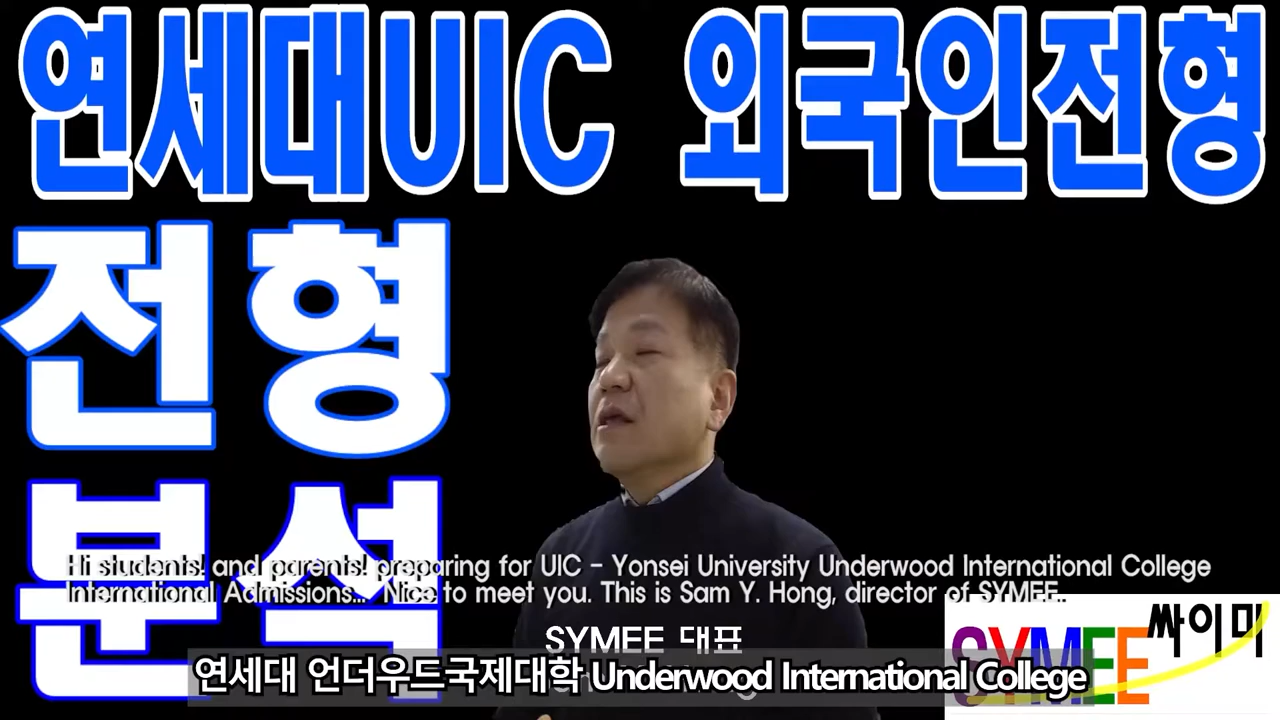 연세대UIC 외국인전형
전형
분석
Hi students! and parents! preparing for UIC - Yonsei University Underwood International College
International Admissions... Nice to meet you. This is Sam Y. Hong, director of SYMEE..
SYMEE 대표
연세대 언더우드국제대학 Underwood International College
SYMEE 싸이미